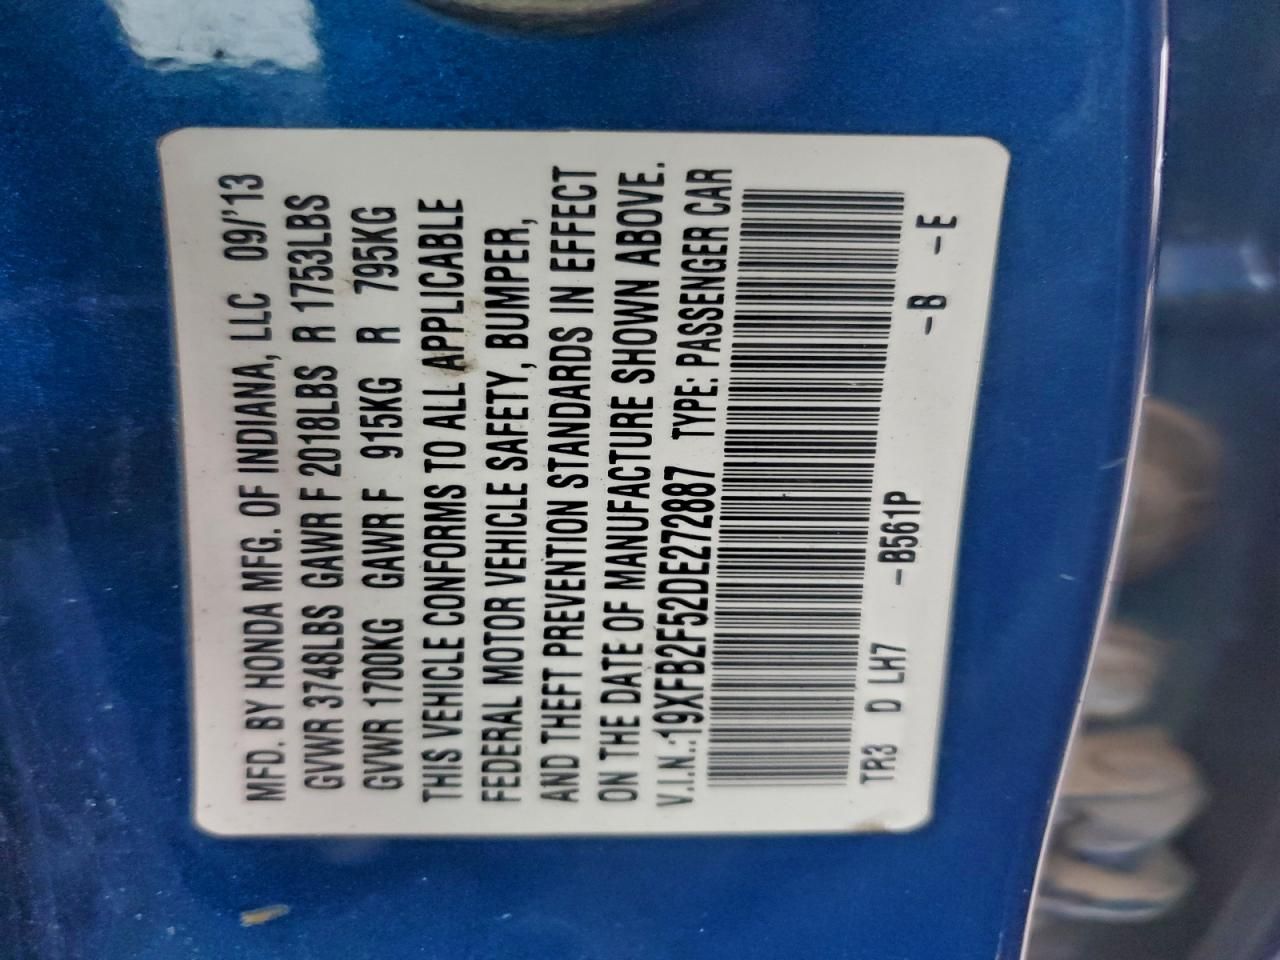 MFD. BY HONDA MFG. OF INDIANA, LLC 09/'13
GVWR 3748LBS GAWR F 2018LBS R 1753LBS
GVWR 1700KG GAWR F 915KG R 795KG
THIS VEHICLE CONFORMS TO ALL APPLICABLE
FEDERAL MOTOR VEHICLE SAFETY, BUMPER,
AND THEFT PREVENTION STANDARDS IN EFFECT
ON THE DATE OF MANUFACTURE SHOWN ABOVE.
V.I.N.:19XFB2F52DE272887 TYPE: PASSENGER CAR
TR3 D LH7 -B561P -B -E